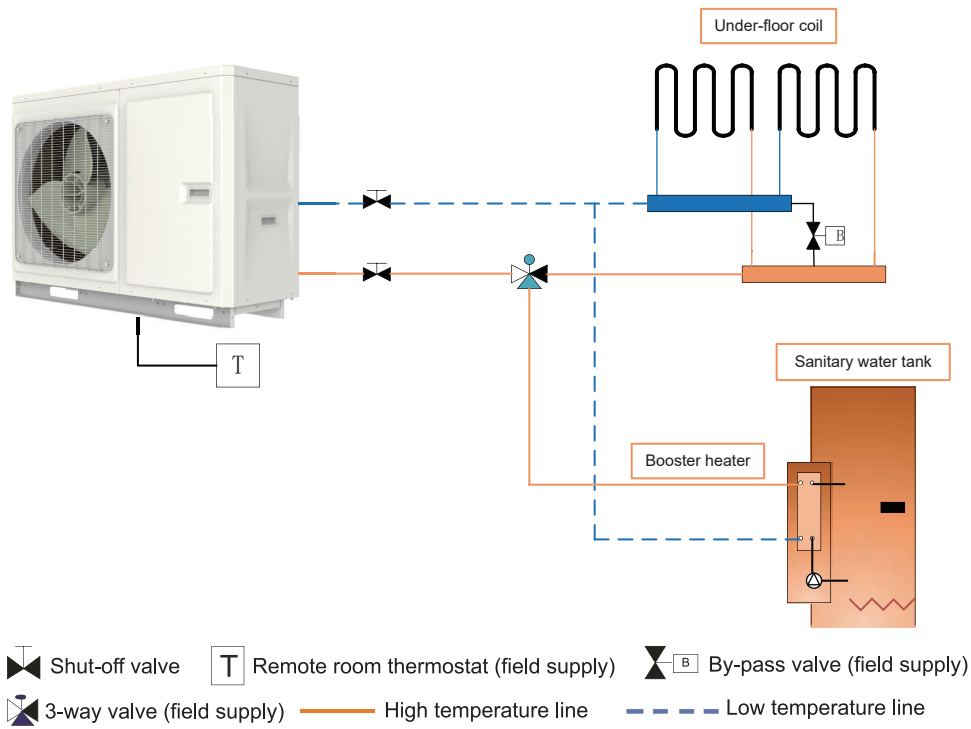 Under-floor coil
B
T
Sanitary water tank
Booster heater
Shut-off valve
T Remote room thermostat (field supply)
B By-pass valve (field supply)
3-way valve (field supply)
High temperature line
Low temperature line